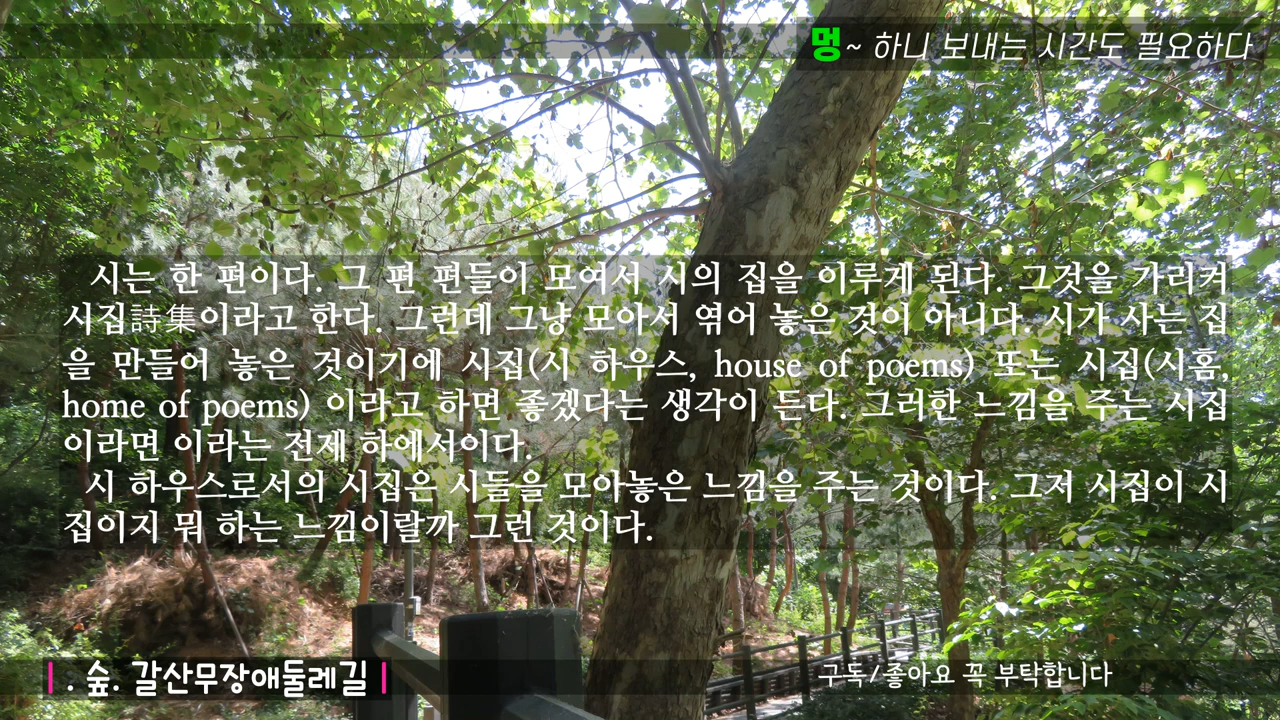 멍~ 하니 보내는 시간도 필요하다
시는 한 편이다. 그 편 편들이 모여서 시의 집을 이루게 된다. 그것을 가리켜
시집詩集이라고 한다. 그런데 그냥 모아서 엮어 놓은 것이 아니다. 시가 사는 집
을 만들어 놓은 것이기에 시집(시 하우스, house of poems) 또는 시집(시홈,
home of poems) 이라고 하면 좋겠다는 생각이 든다. 그러한 느낌을 주는 시집
이라면 이라는 전제 하에서이다.
시 하우스로서의 시집은 시들을 모아놓은 느낌을 주는 것이다. 그저 시집이 시
집이지 뭐 하는 느낌이랄까 그런 것이다.
. 숲. 갈산무장애둘레길
구독/좋아요 꼭 부탁합니다